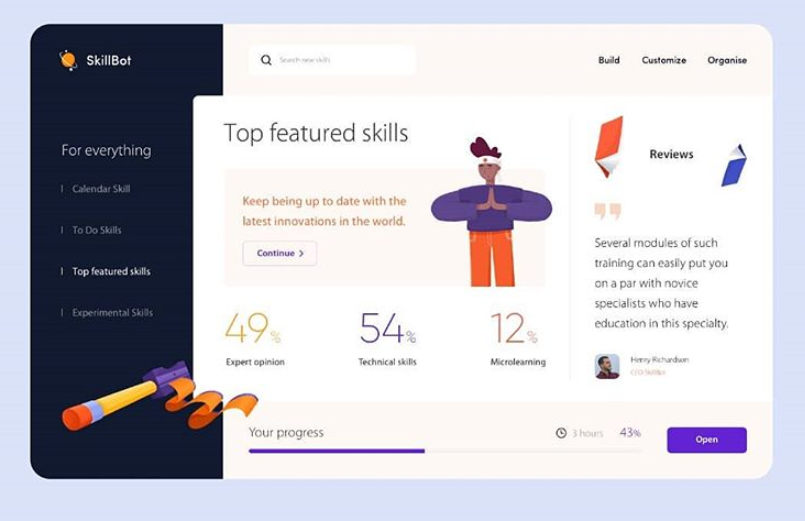 SkillBot
Search new skills
Build
Customize
Organise
For everything
Calendar Skill
To Do Skills
Top featured skills
Experimental Skills
Top featured skills
Keep being up to date with the
latest innovations in the world.
Continue
49%
Expert opinion
54%
Technical skills
12%
Microlearning
Reviews
Several modules of such
training can easily put you
on a par with novice
specialists who have
education in this specialty.
Henry Richardson
CEO SkillBot
Your progress
3 hours
43%
Open